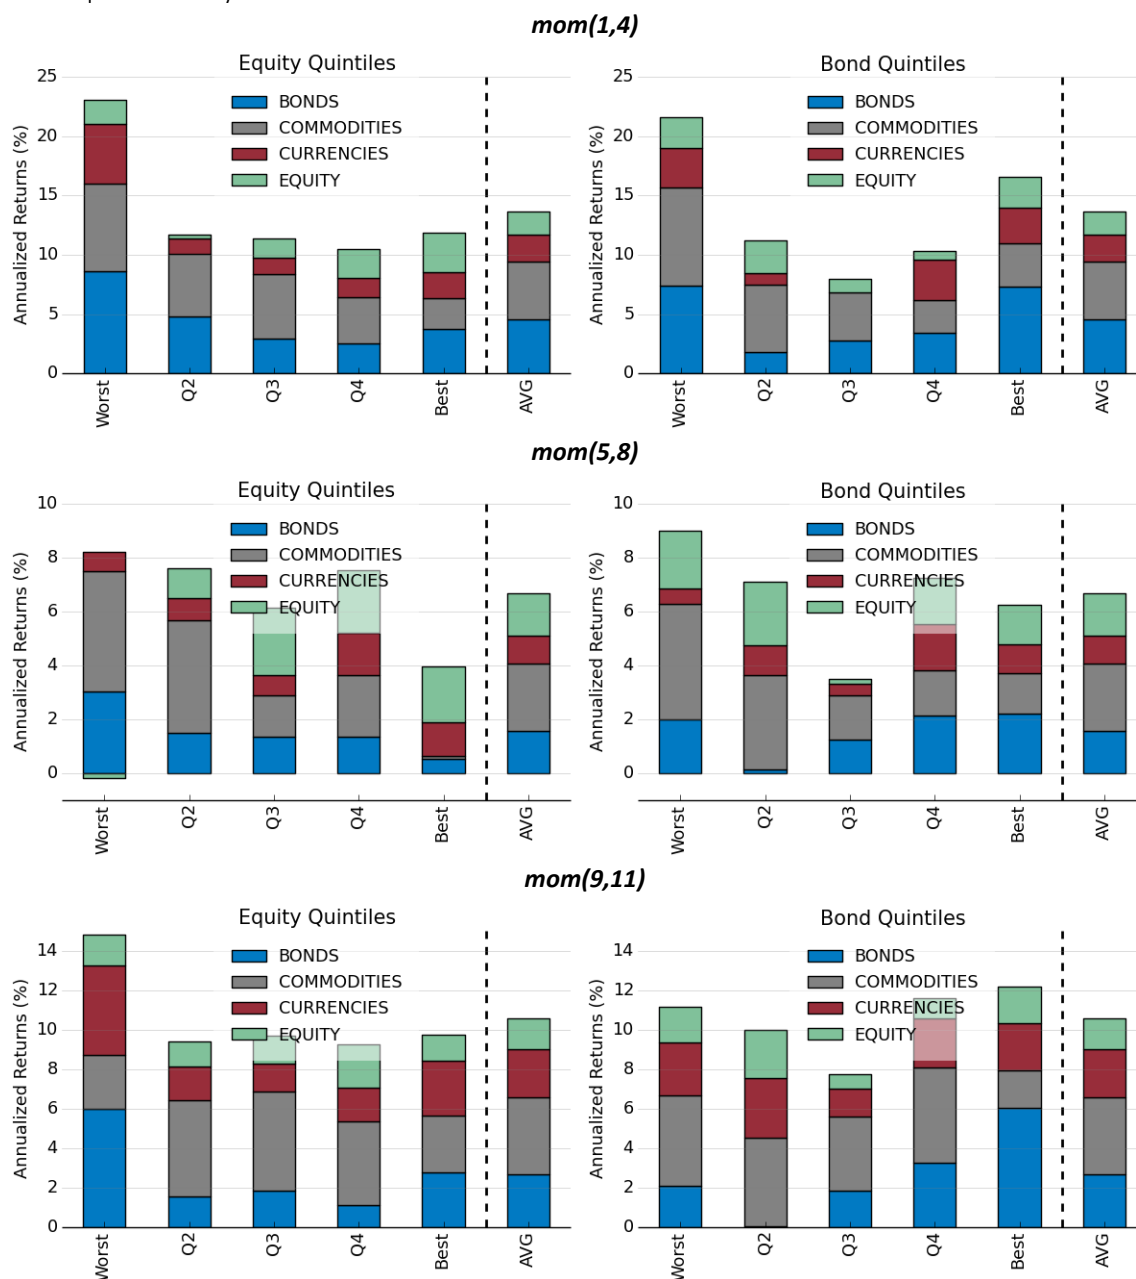 mom(1,4)
Equity Quintiles
Annualized Returns (%)
25
20
15
10
5
0
BONDS
COMMODITIES
CURRENCIES
EQUITY
Worst
Q2
Q3
Q4
Best
AVG
Bond Quintiles
Annualized Returns (%)
25
20
15
10
5
0
BONDS
COMMODITIES
CURRENCIES
EQUITY
Worst
Q2
Q3
Q4
Best
AVG
mom(5,8)
Equity Quintiles
Annualized Returns (%)
10
8
6
4
2
0
BONDS
COMMODITIES
CURRENCIES
EQUITY
Worst
Q2
Q3
Q4
Best
AVG
Bond Quintiles
Annualized Returns (%)
10
8
6
4
2
0
BONDS
COMMODITIES
CURRENCIES
EQUITY
Worst
Q2
Q3
Q4
Best
AVG
mom(9,11)
Equity Quintiles
Annualized Returns (%)
14
12
10
8
6
4
2
0
BONDS
COMMODITIES
CURRENCIES
EQUITY
Worst
Q2
Q3
Q4
Best
AVG
Bond Quintiles
Annualized Returns (%)
14
12
10
8
6
4
2
0
BONDS
COMMODITIES
CURRENCIES
EQUITY
Worst
Q2
Q3
Q4
Best
AVG